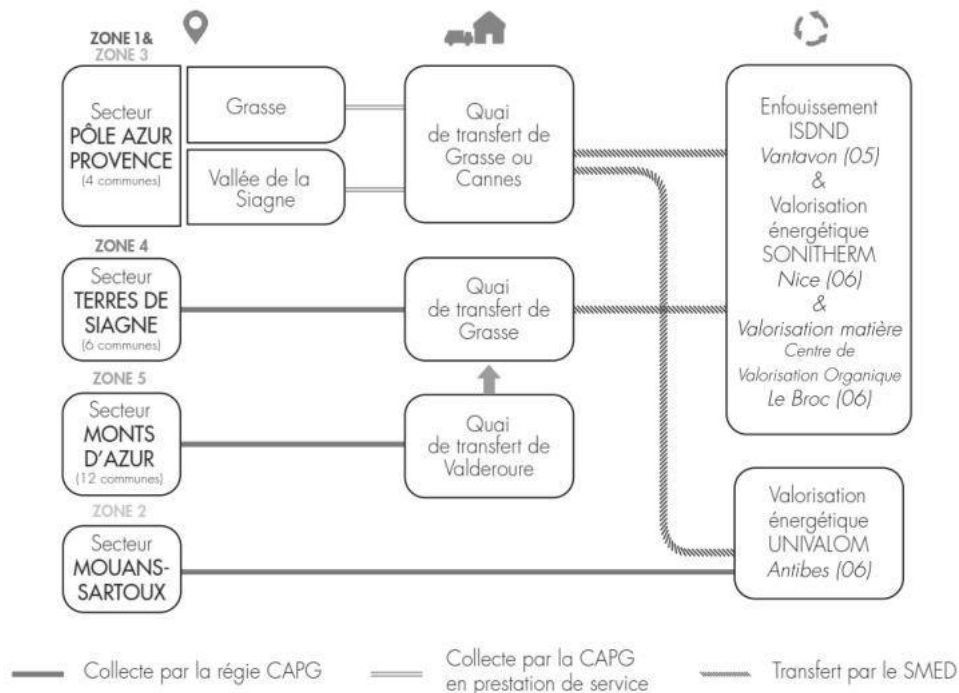 ZONE 1&
ZONE 3
Secteur
PÔLE AZUR
PROVENCE
(4 communes)
Grasse
Vallée de la
Siagne
Quai
de transfert de
Grasse ou
Cannes
Enfouissement
ISDND
Vantavon (05)
&
Valorisation
énergétique
SONITHERM
Nice (06)
&
Valorisation matière
Centre de
Valorisation Organique
Le Broc (06)
ZONE 4
Secteur
TERRES DE
SIAGNE
(6 communes)
Quai
de transfert de
Grasse
ZONE 5
Secteur
MONTS
D'AZUR
(12 communes)
Quai
de transfert de
Valderoure
ZONE 2
Secteur
MOUANS-
SARTOUX
Valorisation
énergétique
UNIVALOM
Antibes (06)
Collecte par la régie CAPG
Collecte par la CAPG
en prestation de service
Transfert par le SMED